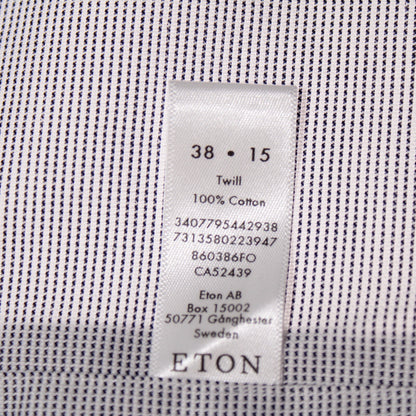 38 • 15
Twill
100% Cotton
3407795442938
7313580223947
860386FO
CA52439
Eton AB
Box 15002
50771 Gånghester
Sweden
ETON